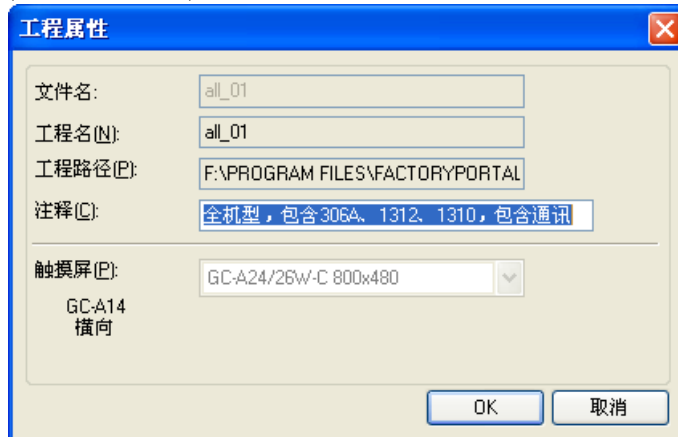 工程属性
文件名: all_01
工程名(N): all_01
工程路径(P): F:\PROGRAM FILES\FACTORYPORTAL
注释(C): 全机型，包含306A、1312、1310，包含通讯
触摸屏(P): GC-A24/26W-C 800x480
GC-A14
横向
OK 取消